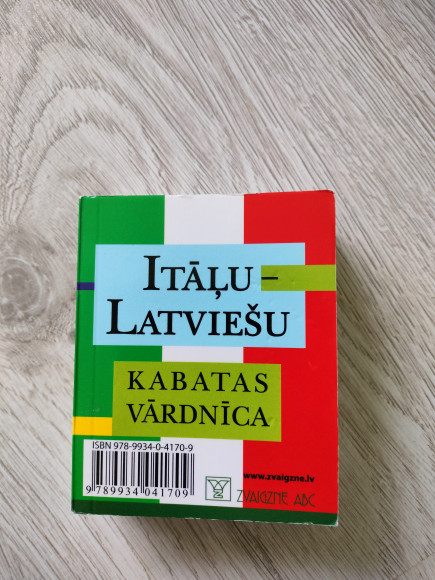 ITĀĻU–
LATVIEŠU
KABATAS
VĀRDNĪCA
ISBN 978-9934-0-4170-9
9 789934 041709
www.zvaigzne.lv
ZVAIGZNE ABC